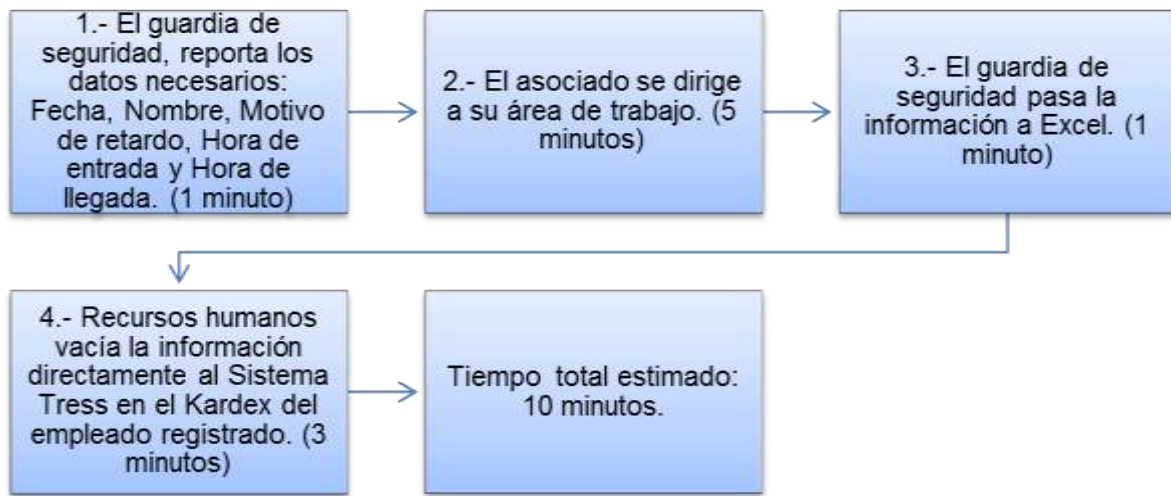 1.- El guardia de
seguridad, reporta los
datos necesarios:
Fecha, Nombre, Motivo
de retardo, Hora de
entrada y Hora de
llegada. (1 minuto)
2.- El asociado se dirige
a su área de trabajo. (5
minutos)
3.- El guardia de
seguridad pasa la
información a Excel. (1
minuto)
4.- Recursos humanos
vacía la información
directamente al Sistema
Tress en el Kardex del
empleado registrado. (3
minutos)
Tiempo total estimado:
10 minutos.